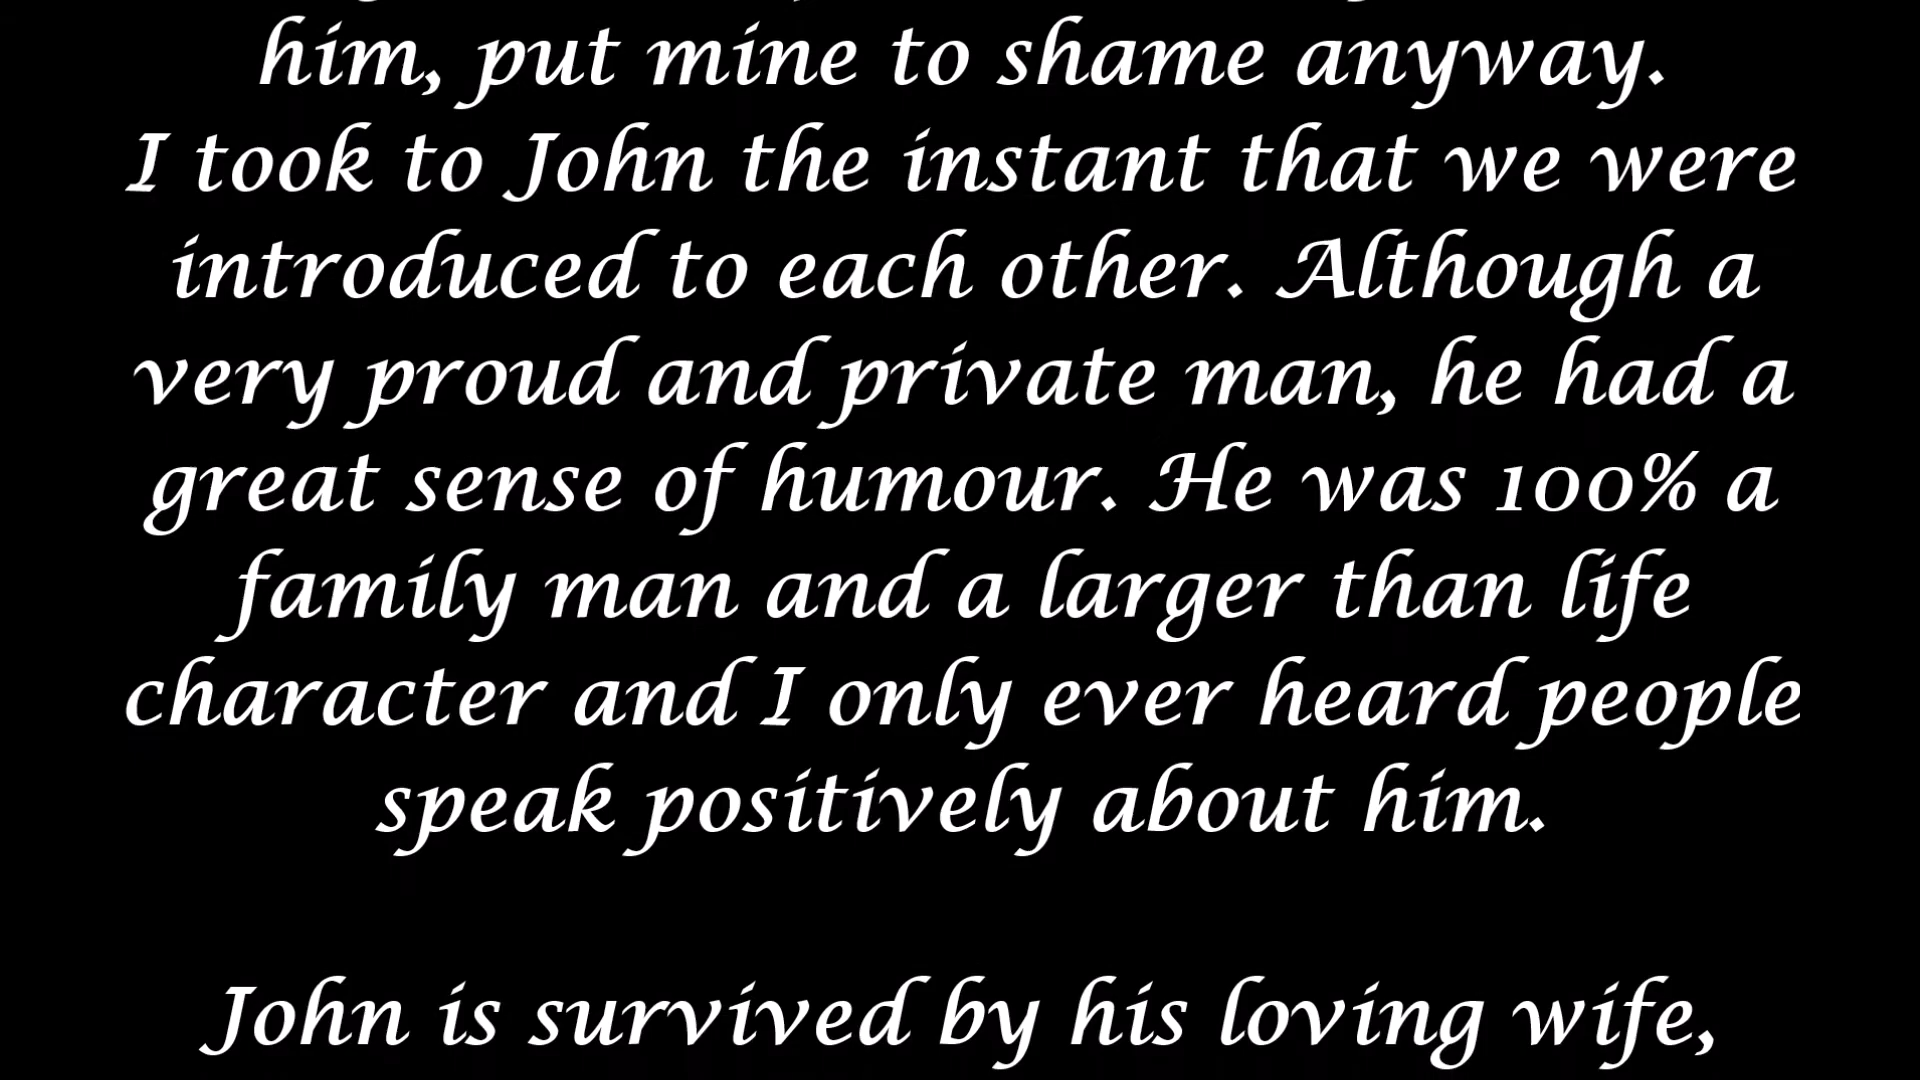 him, put mine to shame anyway.
I took to John the instant that we were
introduced to each other. Although a
very proud and private man, he had a
great sense of humour. He was 100% a
family man and a larger than life
character and I only ever heard people
speak positively about him.
John is survived by his loving wife,